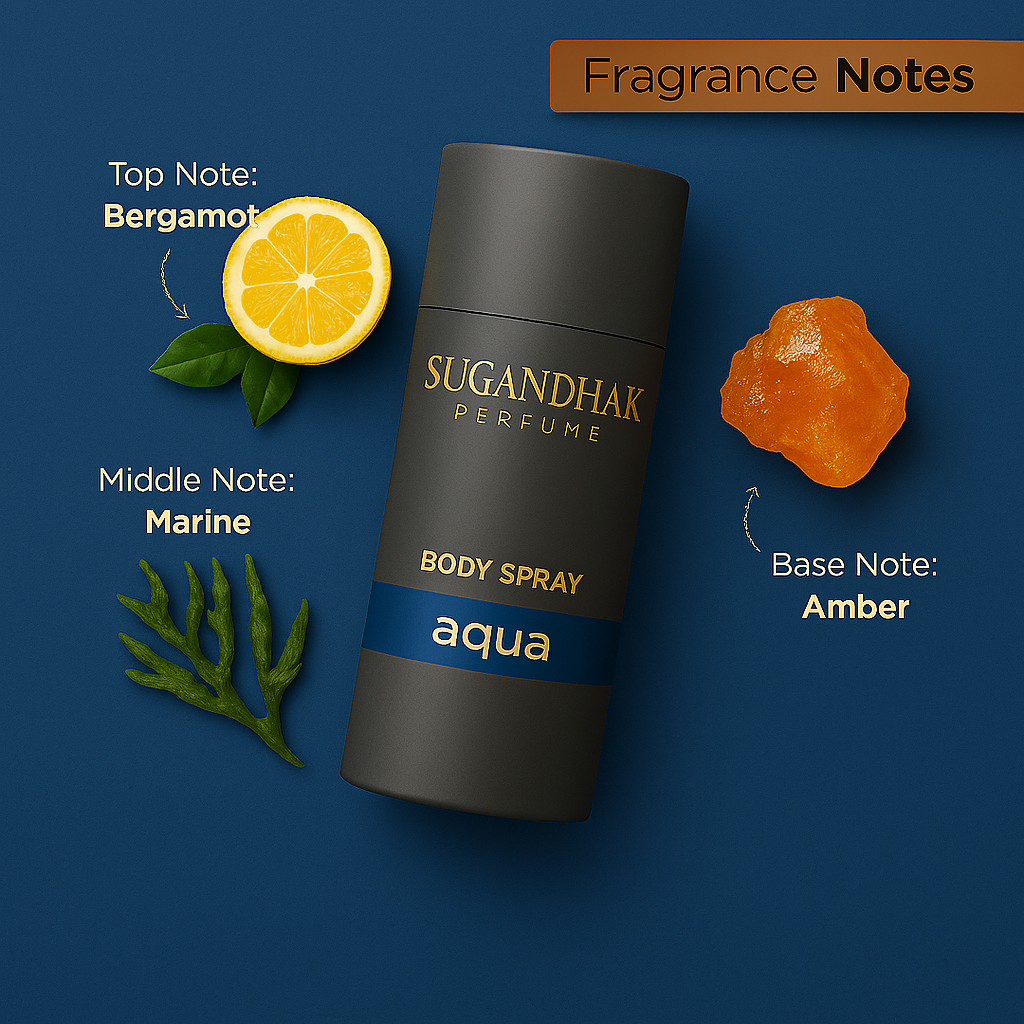 Fragrance Notes
Top Note:
Bergamot
SUGANDHAK
PERFUME
Middle Note:
Marine
BODY SPRAY
aqua
Base Note:
Amber